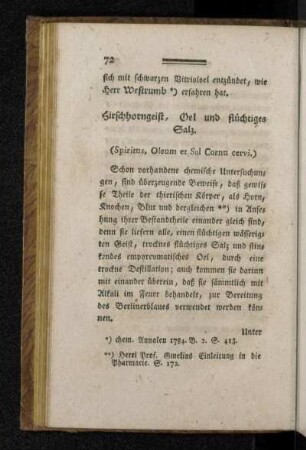 72
sich mit schwarzen Vitrioloel entzündet, wie
Herr Westrumb *) erfahren hat.
Hirschhorngeist, Oel und flüchtiges
Salz.
(Spiritus, Oleum et Sal Cornu cervi.)
Schon vorhandene chemische Untersuchun-
gen, sind überzeugende Beweise, daß gewis-
se Theile der thierischen Körper, als Horn,
Knochen, Blut und dergleichen **) in Anse-
hung ihrer Bestandtheile einander gleich sind;
denn sie liefern alle, einen flüchtigen wässerig-
ten Geist, trocknes flüchtiges Salz und stin-
kendes empyreumatisches Oel, durch eine
trockne Destillation; auch kommen sie darinn
mit einander überein, daß sie sämmtlich mit
Alkali im Feuer behandelt, zur Bereitung
des Berlinerblaues verwendet werden kön-
nen.
Unter
*) chem. Annalen 1784. B. 2. S. 413.
**) Herrn Prof. Gmelins Einleitung in die
Pharmacie. S. 172.